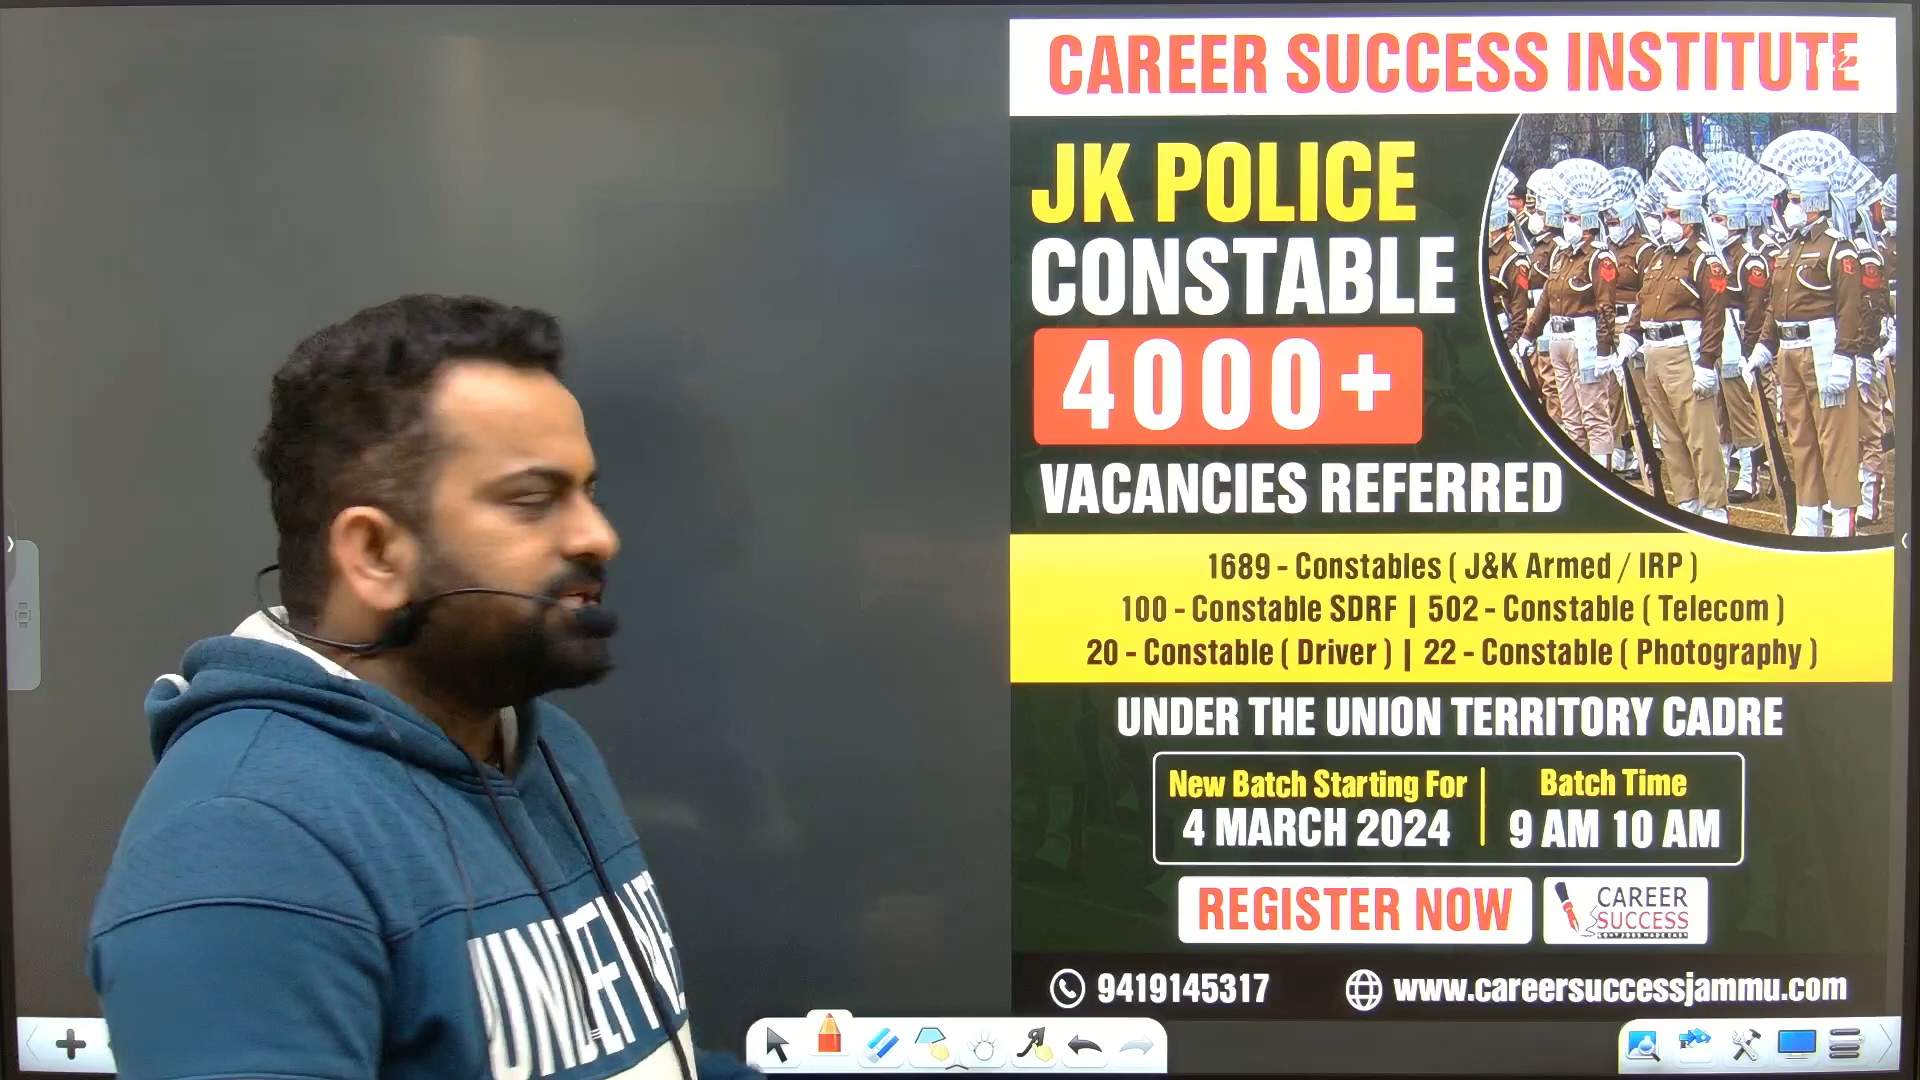 CAREER SUCCESS INSTITUTE
JK POLICE
CONSTABLE
4000+
VACANCIES REFERRED
1689 - Constables ( J&K Armed / IRP )
100 - Constable SDRF | 502 - Constable ( Telecom )
20 - Constable ( Driver ) | 22 - Constable ( Photography )
UNDER THE UNION TERRITORY CADRE
New Batch Starting For
4 MARCH 2024
Batch Time
9 AM 10 AM
REGISTER NOW
CAREER
SUCCESS
9419145317
www.careersuccessjammu.com